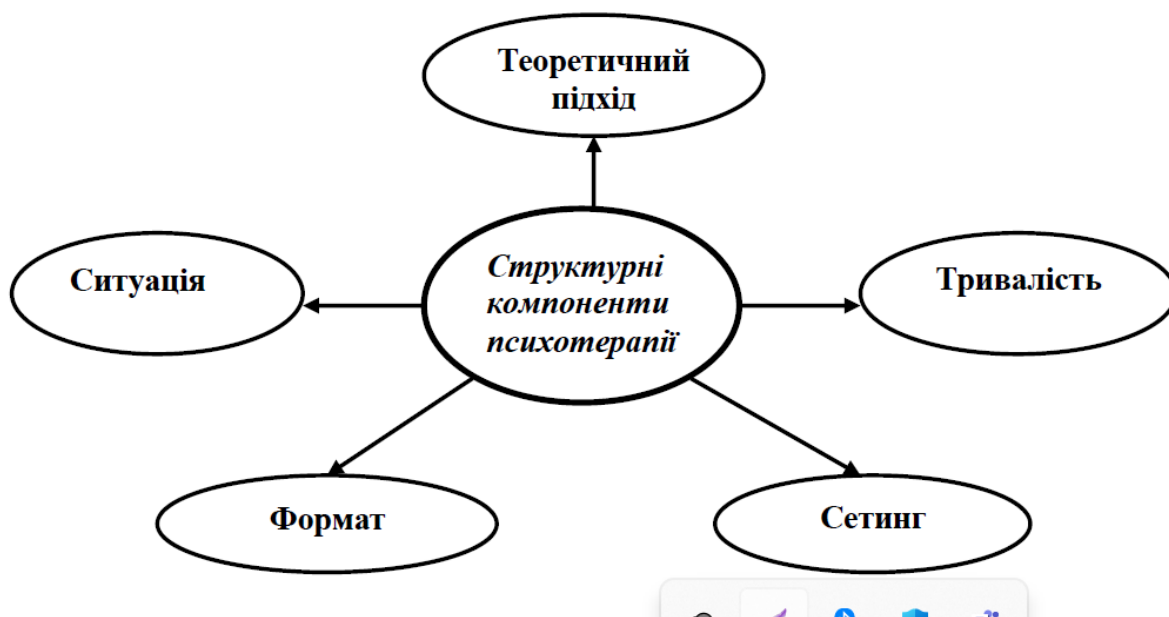 Теоретичний
підхід
Ситуація
Структурні
компоненти
психотерапії
Тривалість
Формат
Сетинг